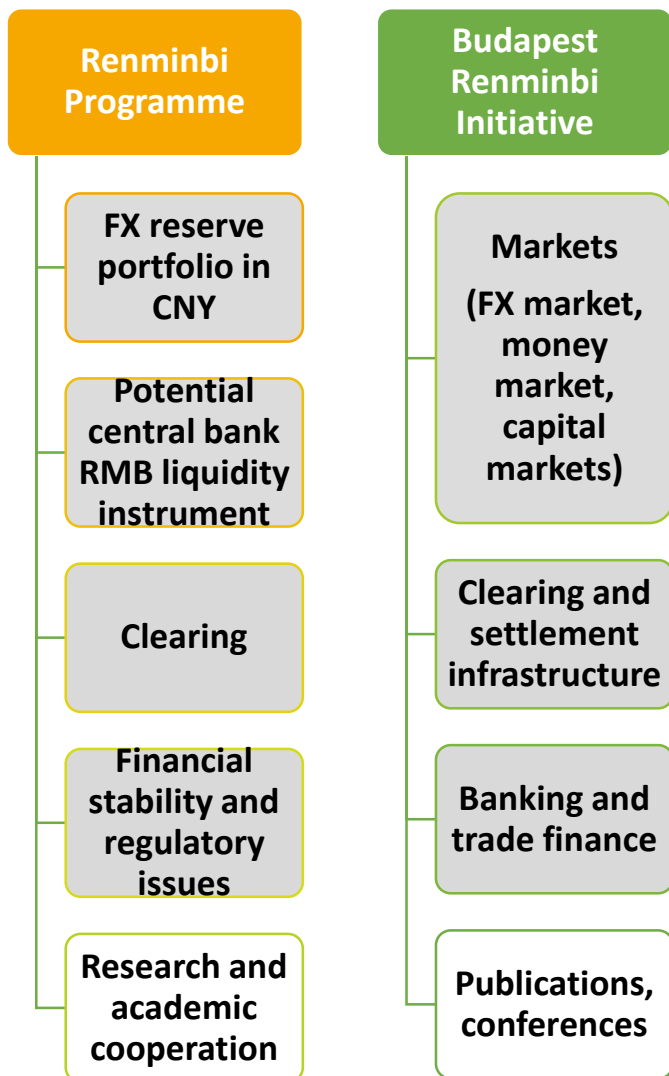 Renminbi
Programme
FX reserve
portfolio in
CNY
Potential
central bank
RMB liquidity
instrument
Clearing
Financial
stability and
regulatory
issues
Research and
academic
cooperation
Budapest
Renminbi
Initiative
Markets
(FX market,
money
market,
capital
markets)
Clearing and
settlement
infrastructure
Banking and
trade finance
Publications,
conferences